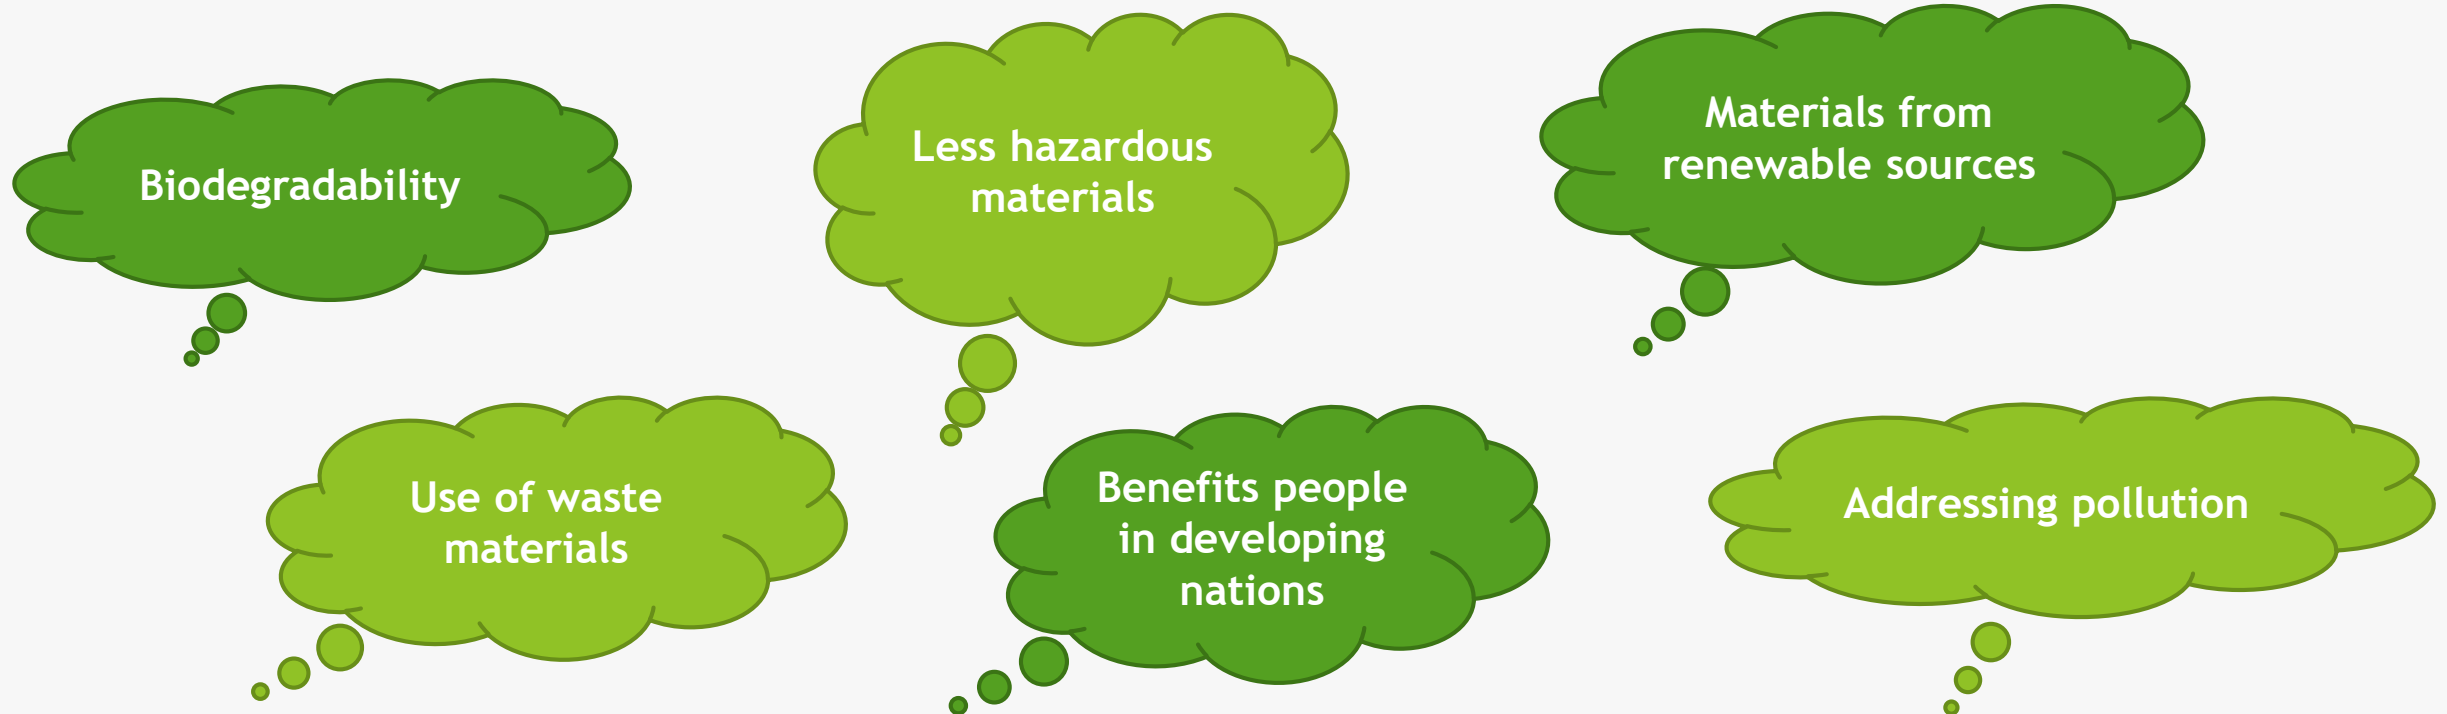 Biodegradability
Less hazardous
materials
Materials from
renewable sources
Use of waste
materials
Benefits people
in developing
nations
Addressing pollution